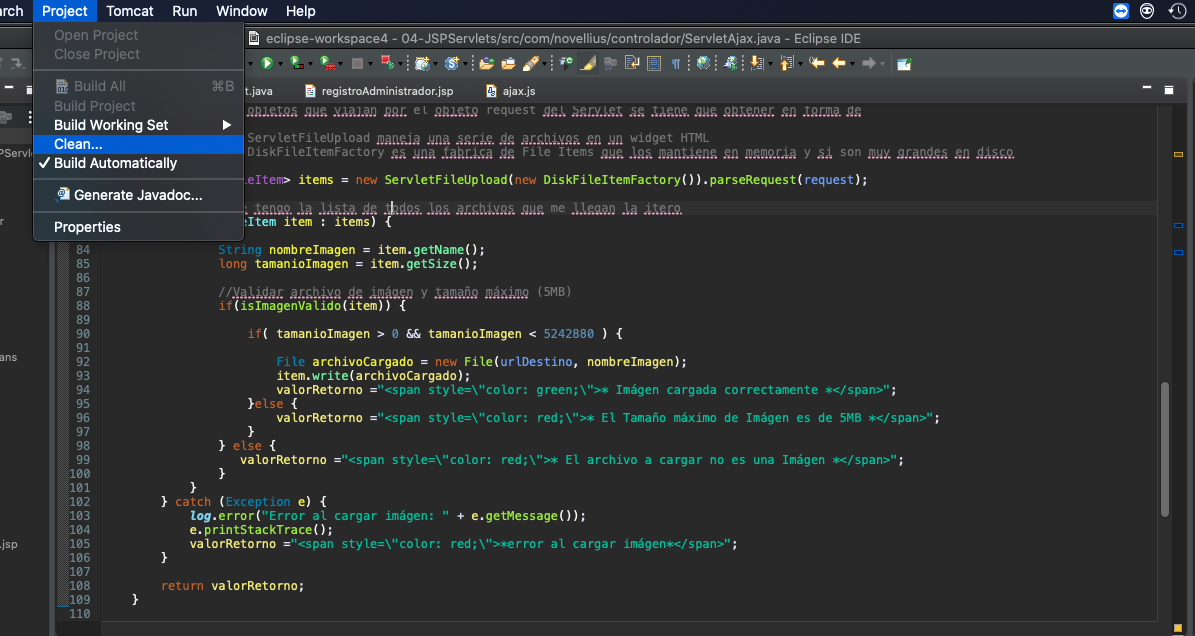 rch Project Tomcat Run Window Help
Open Project
Close Project
Build All ⌘B
Build Project
Build Working Set
Clean...
Build Automatically
Generate Javadoc...
Properties
eclipse-workspace4 - 04-JSPServlets/src/com/novellius/controlador/ServletAjax.java - Eclipse IDE
t.java registroAdministrador.jsp ajax.js
objetos que viajan por el objeto request del Servlet se tiene que obtener en forma de
ServletFileUpload maneja una serie de archivos en un widget HTML
DiskFileItemFactory es una fabrica de File Items que los mantiene en memoria y si son muy grandes en disco
leItem> items = new ServletFileUpload(new DiskFileItemFactory()).parseRequest(request);
e tengo la lista de todos los archivos que me llegan la itero
eItem item : items) {
84 String nombreImagen = item.getName();
85 long tamanioImagen = item.getSize();
86
87 //Validar archivo de imágen y tamaño máximo (5MB)
88 if(isImagenValido(item)) {
89
90 if( tamanioImagen > 0 && tamanioImagen < 5242880 ) {
91
92 File archivoCargado = new File(urlDestino, nombreImagen);
93 item.write(archivoCargado);
94 valorRetorno ="<span style=\"color: green;\">* Imágen cargada correctamente *</span>";
95 }else {
96 valorRetorno ="<span style=\"color: red;\">* El Tamaño máximo de Imágen es de 5MB *</span>";
97 }
98 } else {
99 valorRetorno ="<span style=\"color: red;\">* El archivo a cargar no es una Imágen *</span>";
100 }
101 }
102 } catch (Exception e) {
103 log.error("Error al cargar imágen: " + e.getMessage());
104 e.printStackTrace();
105 valorRetorno ="<span style=\"color: red;\">*error al cargar imágen*</span>";
106 }
107
108 return valorRetorno;
109 }
110
PServle
r
ans
.jsp